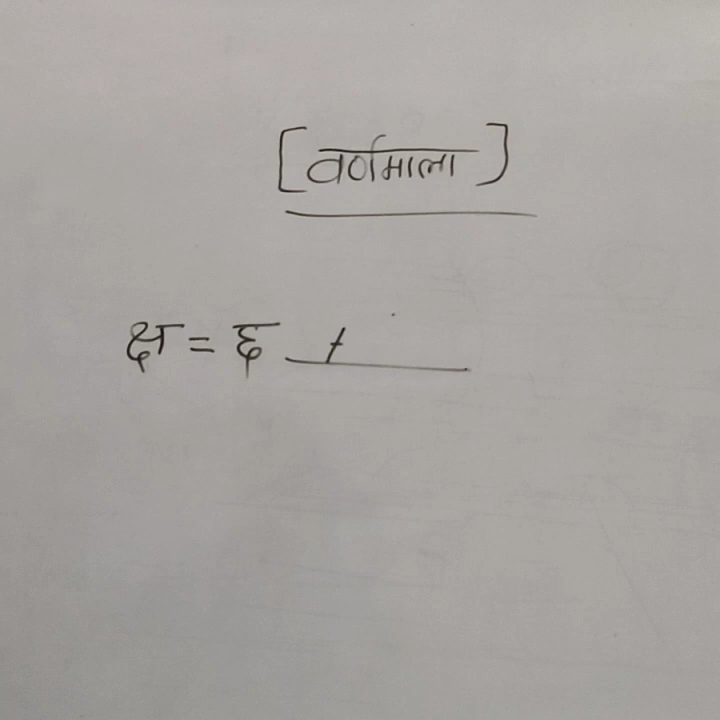 [वर्णमाला]
क्ष = छ +